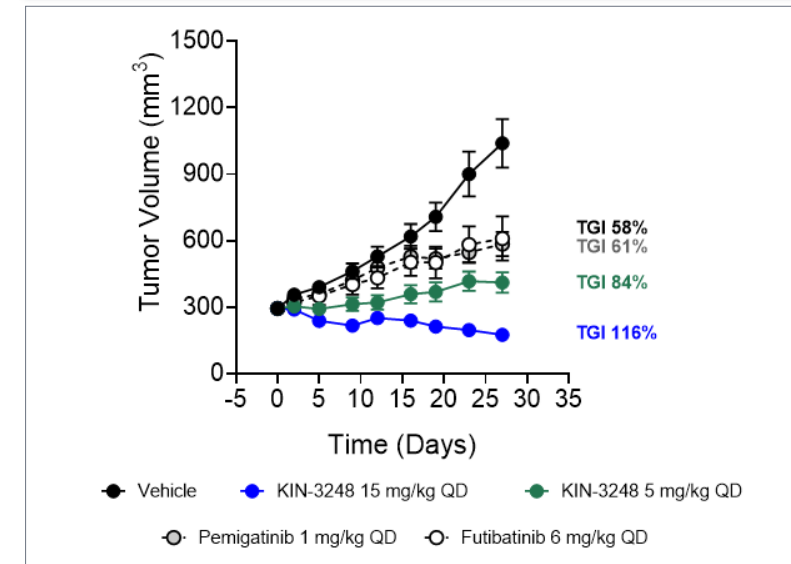 1500
1200
900
600
300
0
Tumor Volume (mm³)
-5 0 5 10 15 20 25 30 35
Time (Days)
TGI 58%
TGI 61%
TGI 84%
TGI 116%
Vehicle KIN-3248 15 mg/kg QD KIN-3248 5 mg/kg QD
Pemigatinib 1 mg/kg QD Futibatinib 6 mg/kg QD